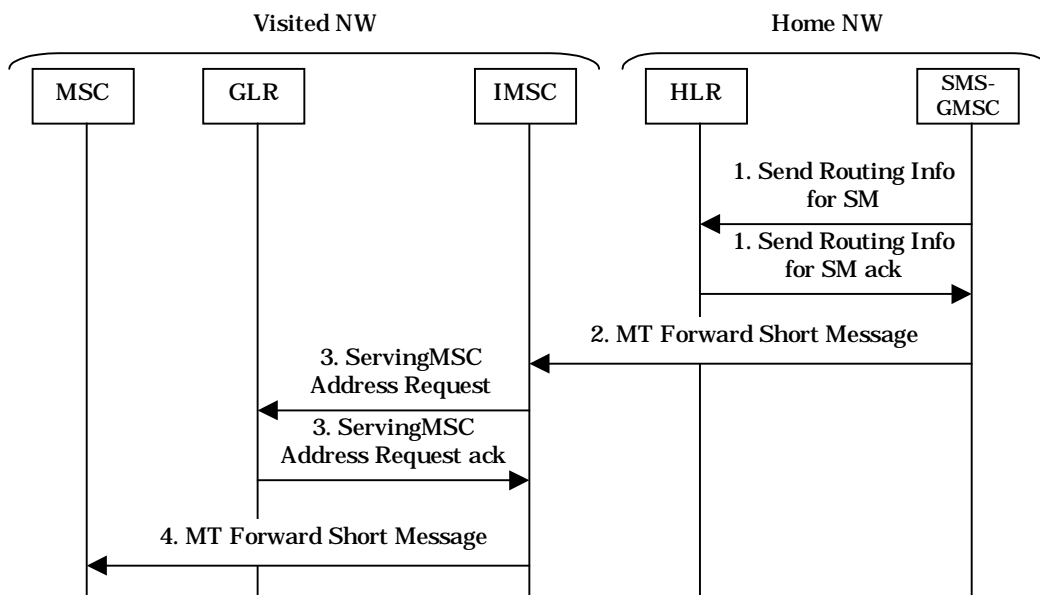 Visited NW
Home NW
MSC
GLR
IMSC
HLR
SMS-
GMSC
1. Send Routing Info
for SM
1. Send Routing Info
for SM ack
2. MT Forward Short Message
3. ServingMSC
Address Request
3. ServingMSC
Address Request ack
4. MT Forward Short Message